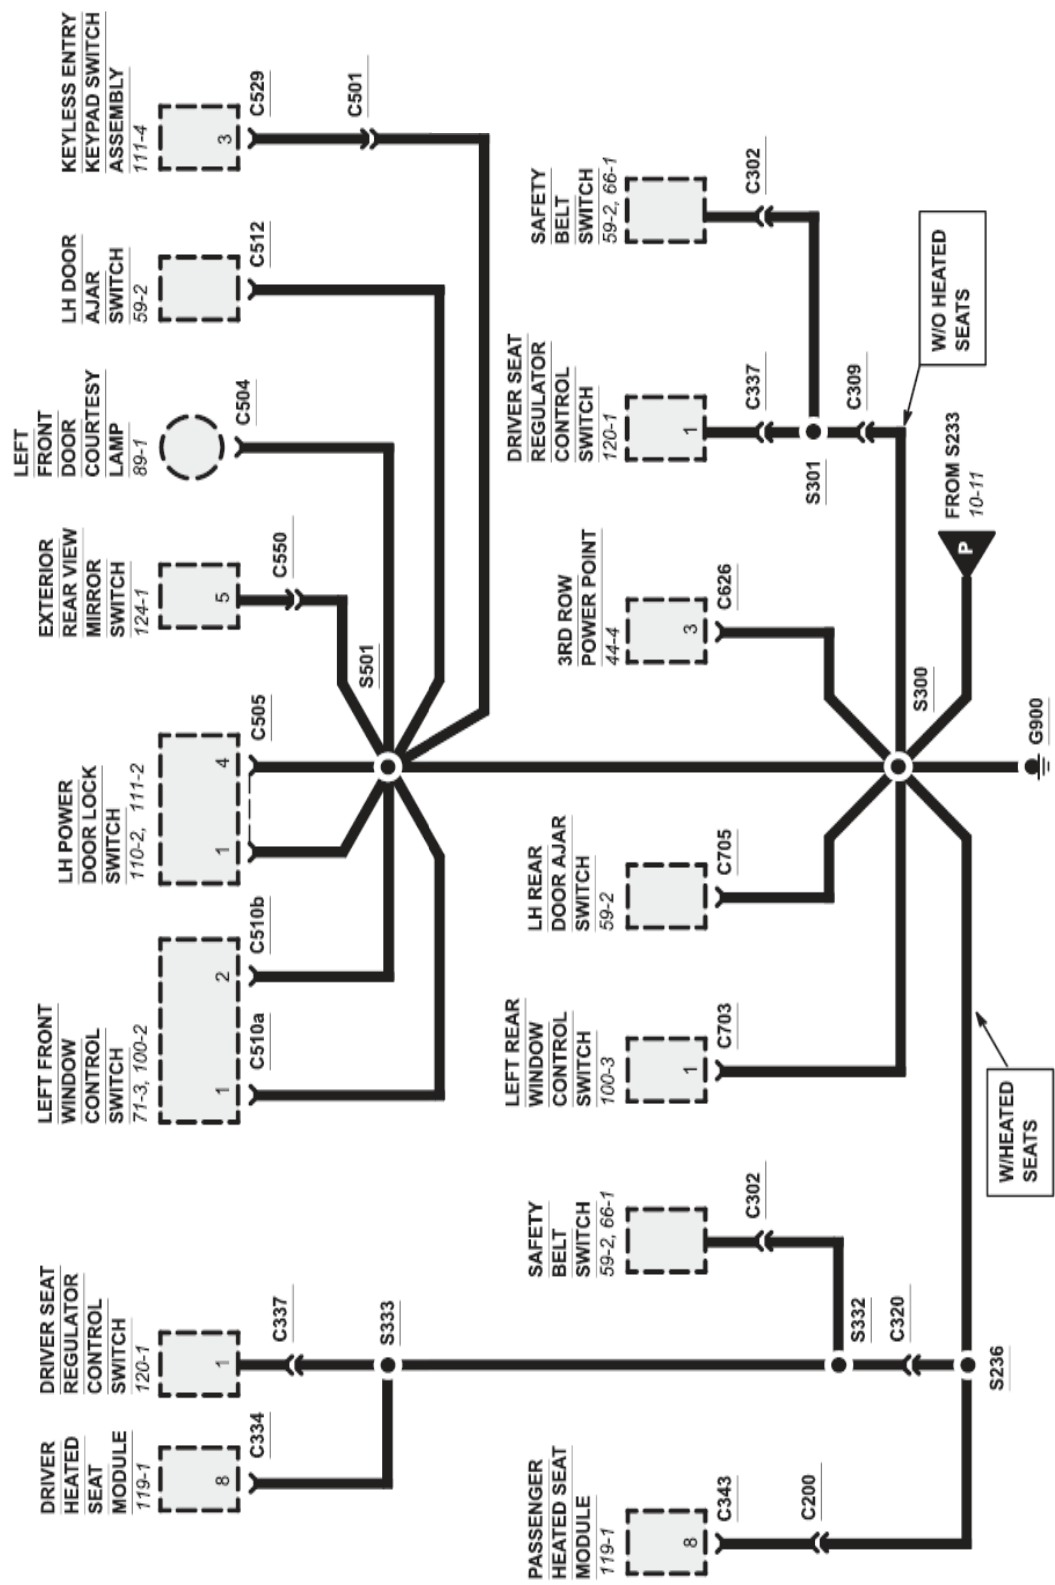 DRIVER
HEATED
SEAT
MODULE
119-1
8
C334
DRIVER SEAT
REGULATOR
CONTROL
SWITCH
120-1
1
C337
S333
LEFT FRONT
WINDOW
CONTROL
SWITCH
71-3, 100-2
1
2
C510a
C510b
LH POWER
DOOR LOCK
SWITCH
110-2, 111-2
1
4
C505
S501
EXTERIOR
REAR VIEW
MIRROR
SWITCH
124-1
5
C550
LEFT
FRONT
DOOR
COURTESY
LAMP
89-1
C504
LH DOOR
AJAR
SWITCH
59-2
C512
KEYLESS ENTRY
KEYPAD SWITCH
ASSEMBLY
111-4
3
C529
C501
PASSENGER
HEATED SEAT
MODULE
119-1
8
C343
C200
SAFETY
BELT
SWITCH
59-2, 66-1
C302
S332
C320
S236
W/HEATED
SEATS
LEFT REAR
WINDOW
CONTROL
SWITCH
100-3
1
C703
LH REAR
DOOR AJAR
SWITCH
59-2
C705
3RD ROW
POWER POINT
44-4
3
C626
S300
G900
DRIVER SEAT
REGULATOR
CONTROL
SWITCH
120-1
1
C337
S301
C309
SAFETY
BELT
SWITCH
59-2, 66-1
C302
W/O HEATED
SEATS
FROM S233
10-11
P